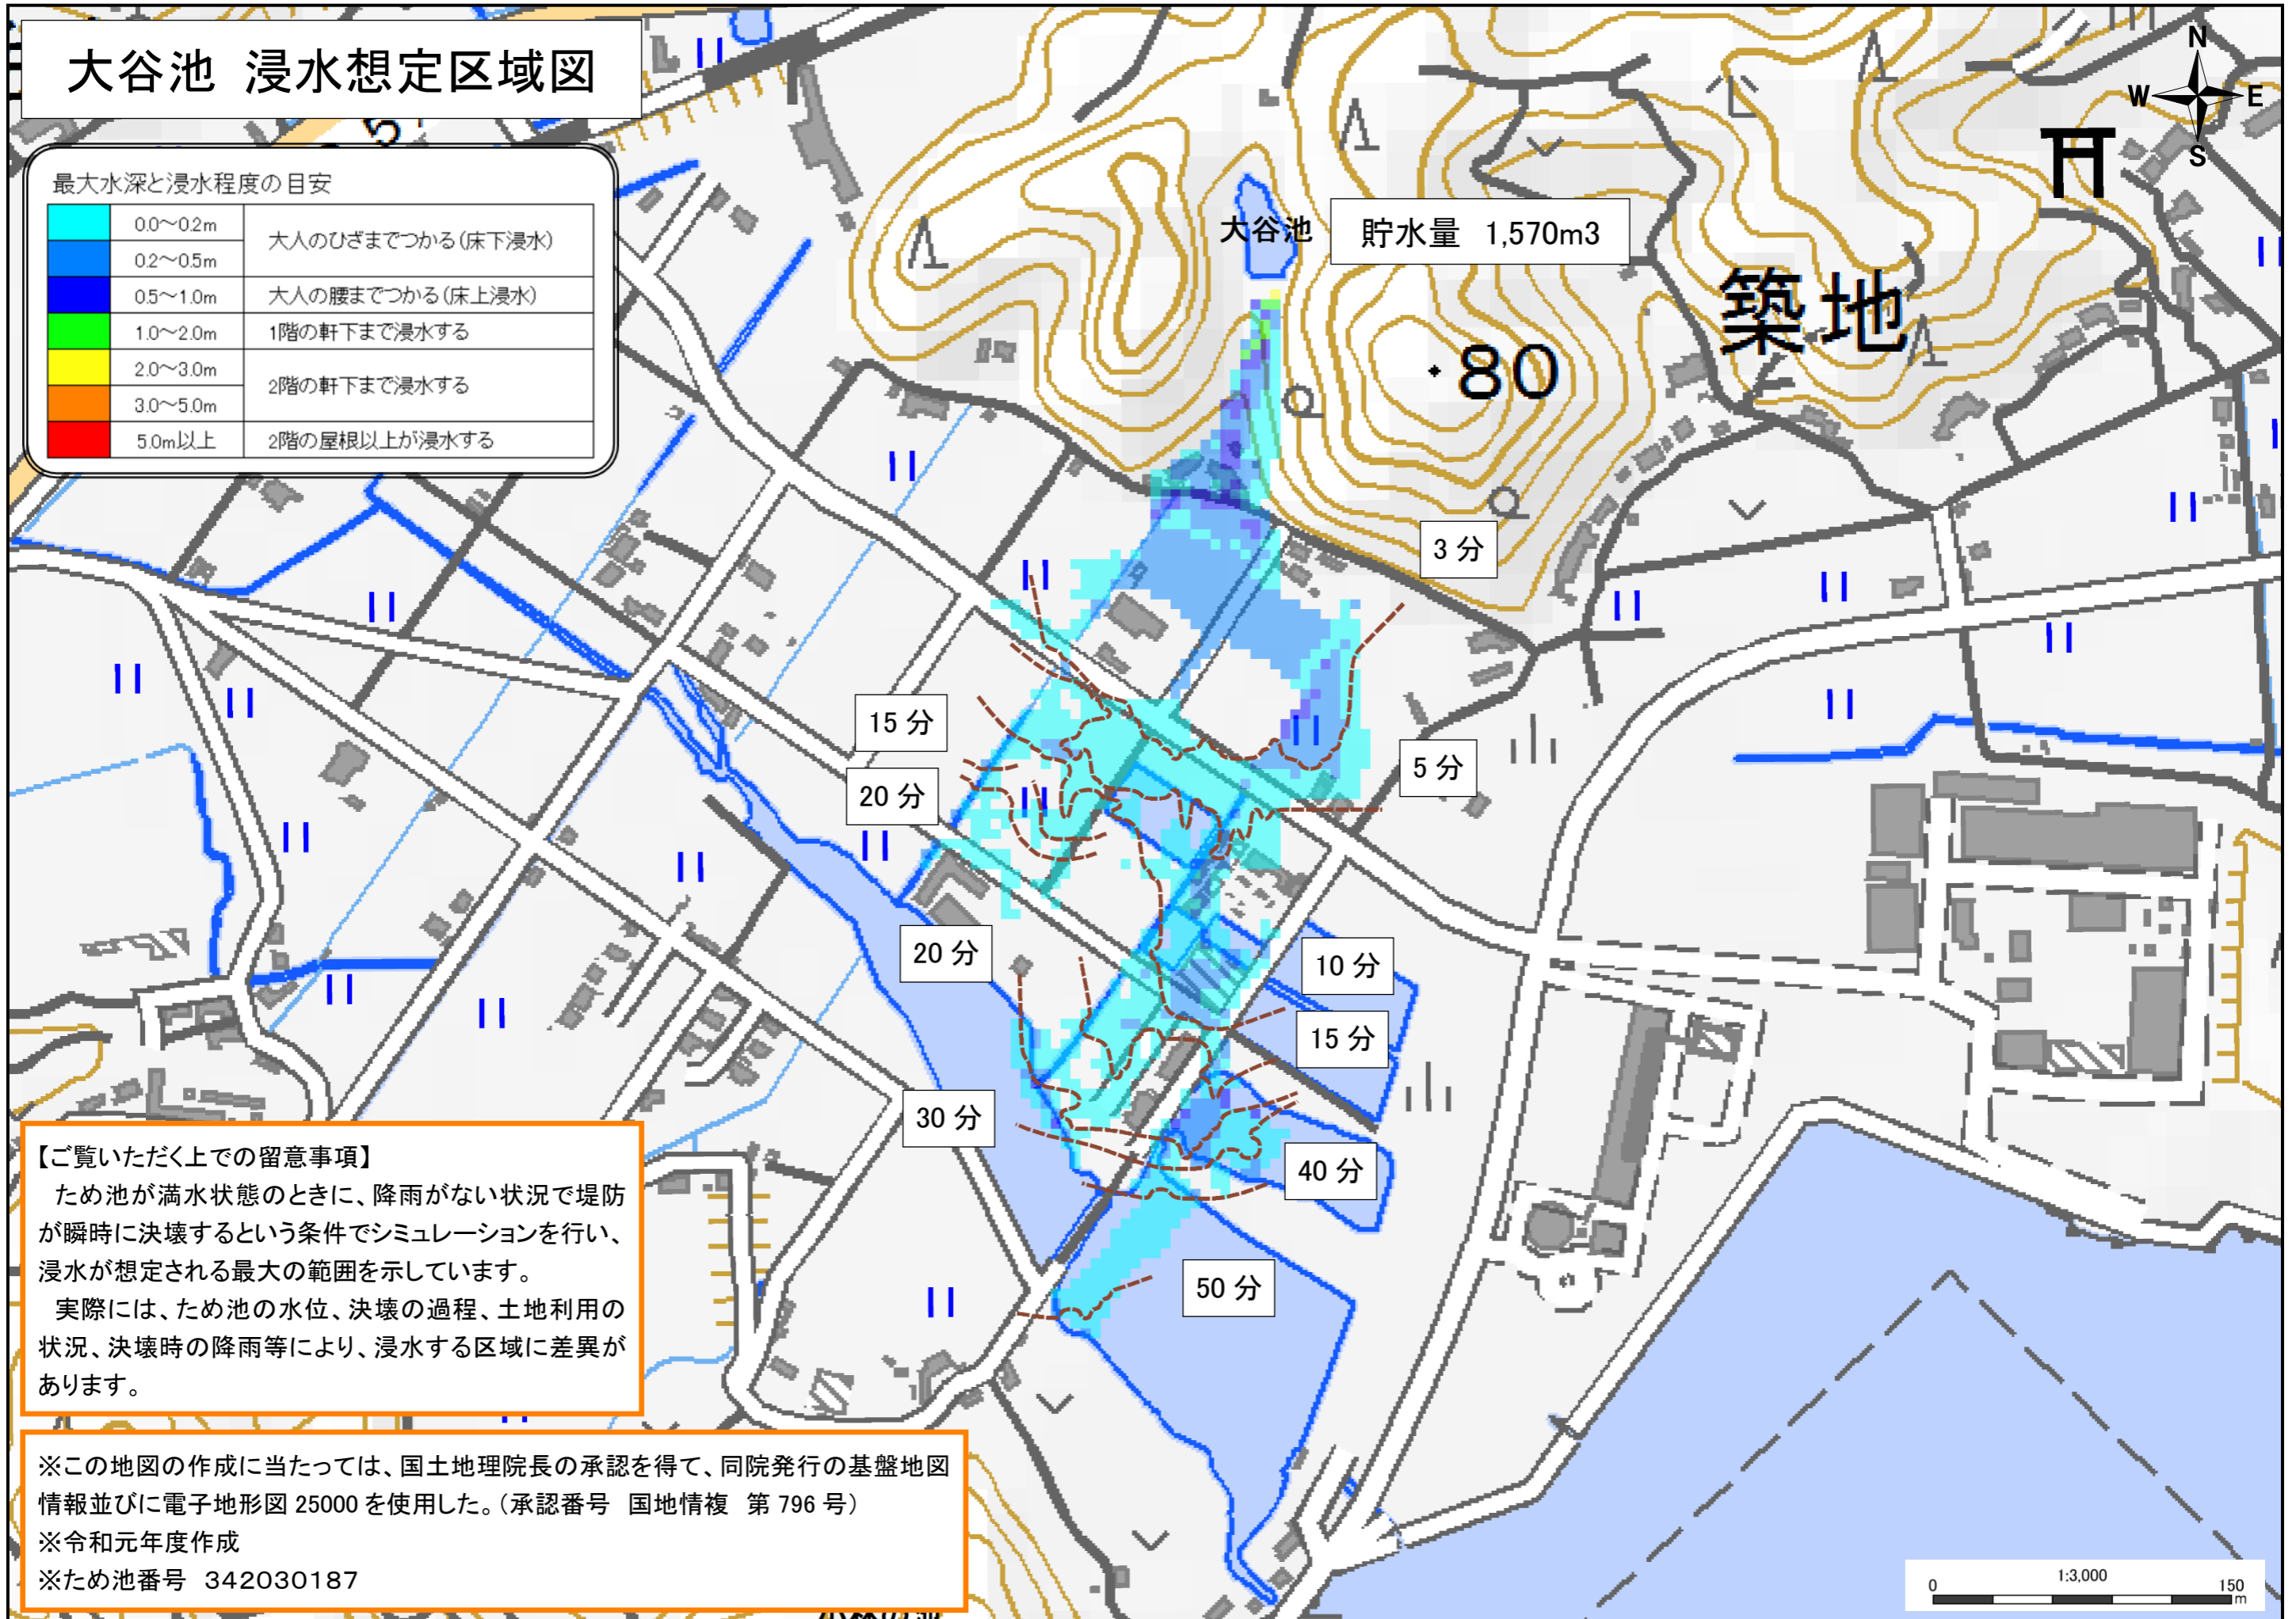 大谷池 浸水想定区域図
最大水深と浸水程度の目安
0.0～0.2m
大人のひざまでつかる(床下浸水)
0.2～0.5m
0.5～1.0m 大人の腰までつかる(床上浸水)
1.0～2.0m 1階の軒下まで浸水する
2.0～3.0m
2階の軒下まで浸水する
3.0～5.0m
5.0m以上 2階の屋根以上が浸水する
N
W E
S
大谷池 貯水量 1,570m3
築地
80
3 分
15 分
5 分
20 分
20 分
10 分
15 分
30 分
40 分
50 分
【ご覧いただく上での留意事項】
ため池が満水状態のときに、降雨がない状況で堤防
が瞬時に決壊するという条件でシミュレーションを行い、
浸水が想定される最大の範囲を示しています。
実際には、ため池の水位、決壊の過程、土地利用の
状況、決壊時の降雨等により、浸水する区域に差異が
あります。
※この地図の作成に当たっては、国土地理院長の承認を得て、同院発行の基盤地図
情報並びに電子地形図 25000 を使用した。（承認番号 国地情複 第 796 号）
※令和元年度作成
※ため池番号 342030187
1:3,000
0 150
m